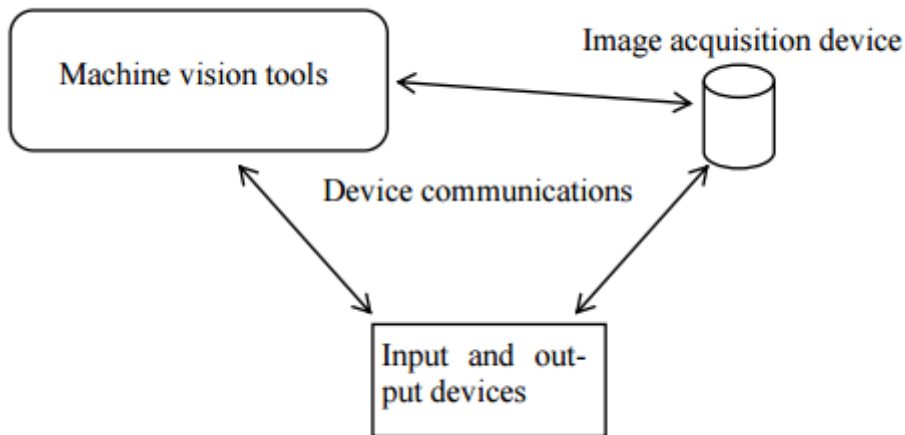 Image acquisition device
Machine vision tools
Device communications
Input and out-
put devices